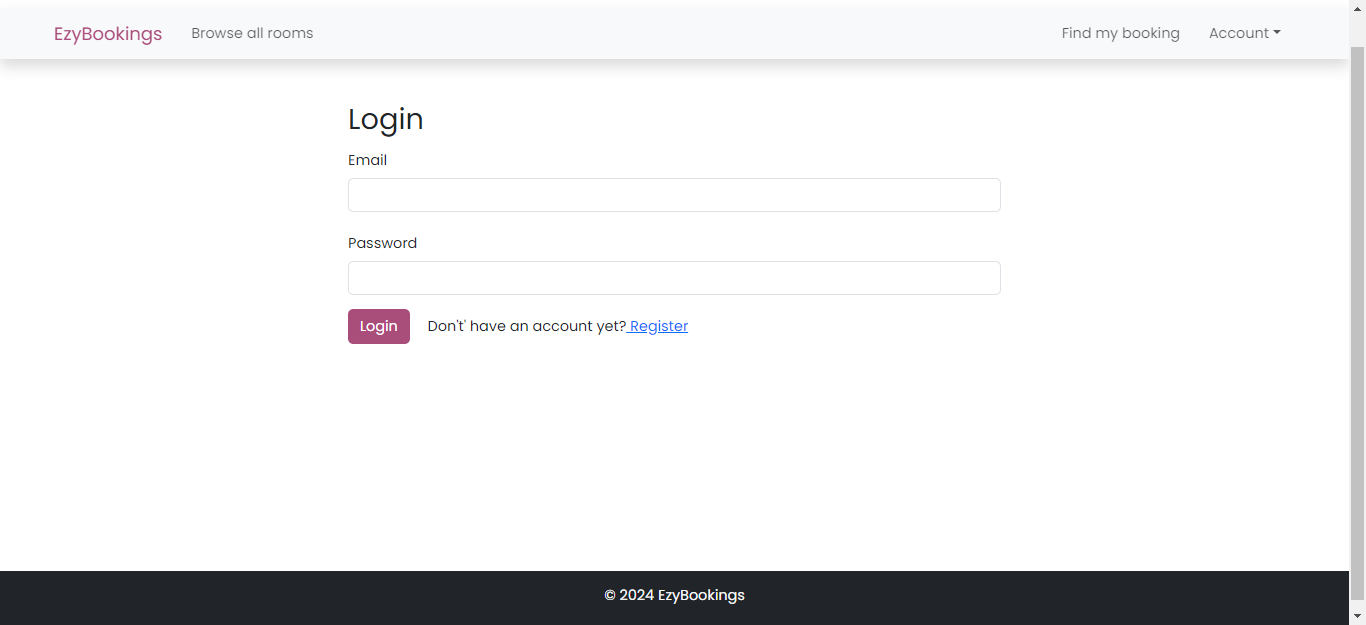 EzyBookings Browse all rooms Find my booking Account
Login
Email
Password
Login Don't' have an account yet? Register
© 2024 EzyBookings